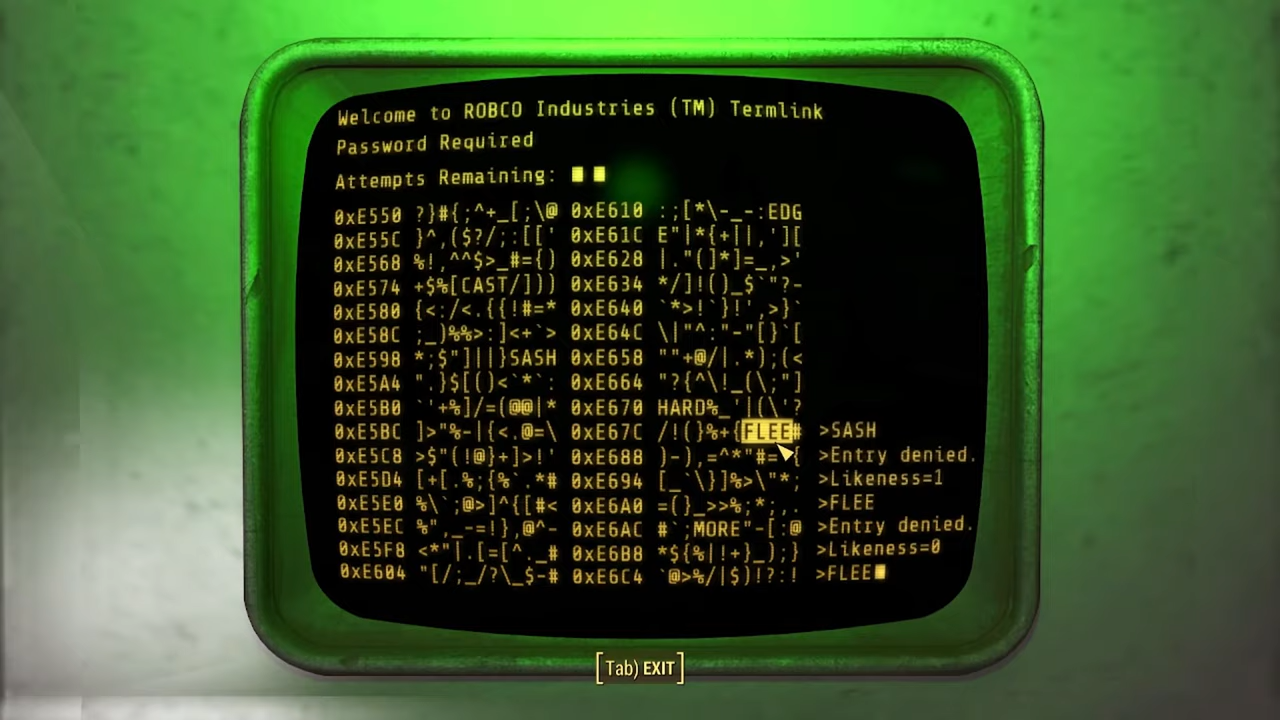 Welcome to ROBCO Industries (TM) Termlink
Password Required
Attempts Remaining: ■ ■
0xE550 ?}#{;^+_[;\@ 0xE610 :;[*\-_-:EDG
0xE55C }^,($?/;:[[' 0xE61C E"|*{+||,'][
0xE568 %!,^^$>_#={) 0xE628 |."(]*]=_,>'
0xE574 +$%[CAST/])) 0xE634 */]!()_$`"?-
0xE580 {<:/<.{{!#=* 0xE640 `*>!`}!',>}`
0xE58C ;_)%%>:]<+`> 0xE64C \|"^:"-"[}`[
0xE598 *;$"]||}SASH 0xE658 ""+@/|.*);(<
0xE5A4 ".}$[()<`*`: 0xE664 "?{^\!_(\;"]
0xE5B0 `'+%]/=(@@|* 0xE670 HARD%_'|(\'?
0xE5BC ]>"%-|{<.@=\ 0xE67C /!(}%+{FLEE# >SASH
0xE5C8 >$"(!@}+]>!' 0xE688 )-),=^*"#= { >Entry denied.
0xE5D4 [+[.%;{%`.*# 0xE694 [_`\}]%>\"*; >Likeness=1
0xE5E0 %\`;@>]^{[#< 0xE6A0 =(}_>>%;*;,. >FLEE
0xE5EC %",_-=!},@^- 0xE6AC #`;MORE"-[:@ >Entry denied.
0xE5F8 <*"|.[=[^._# 0xE6B8 *${%|!+}_);} >Likeness=0
0xE604 "[/;_/?\_$-# 0xE6C4 `@>%/|$)!?:! >FLEE■
[Tab) EXIT]